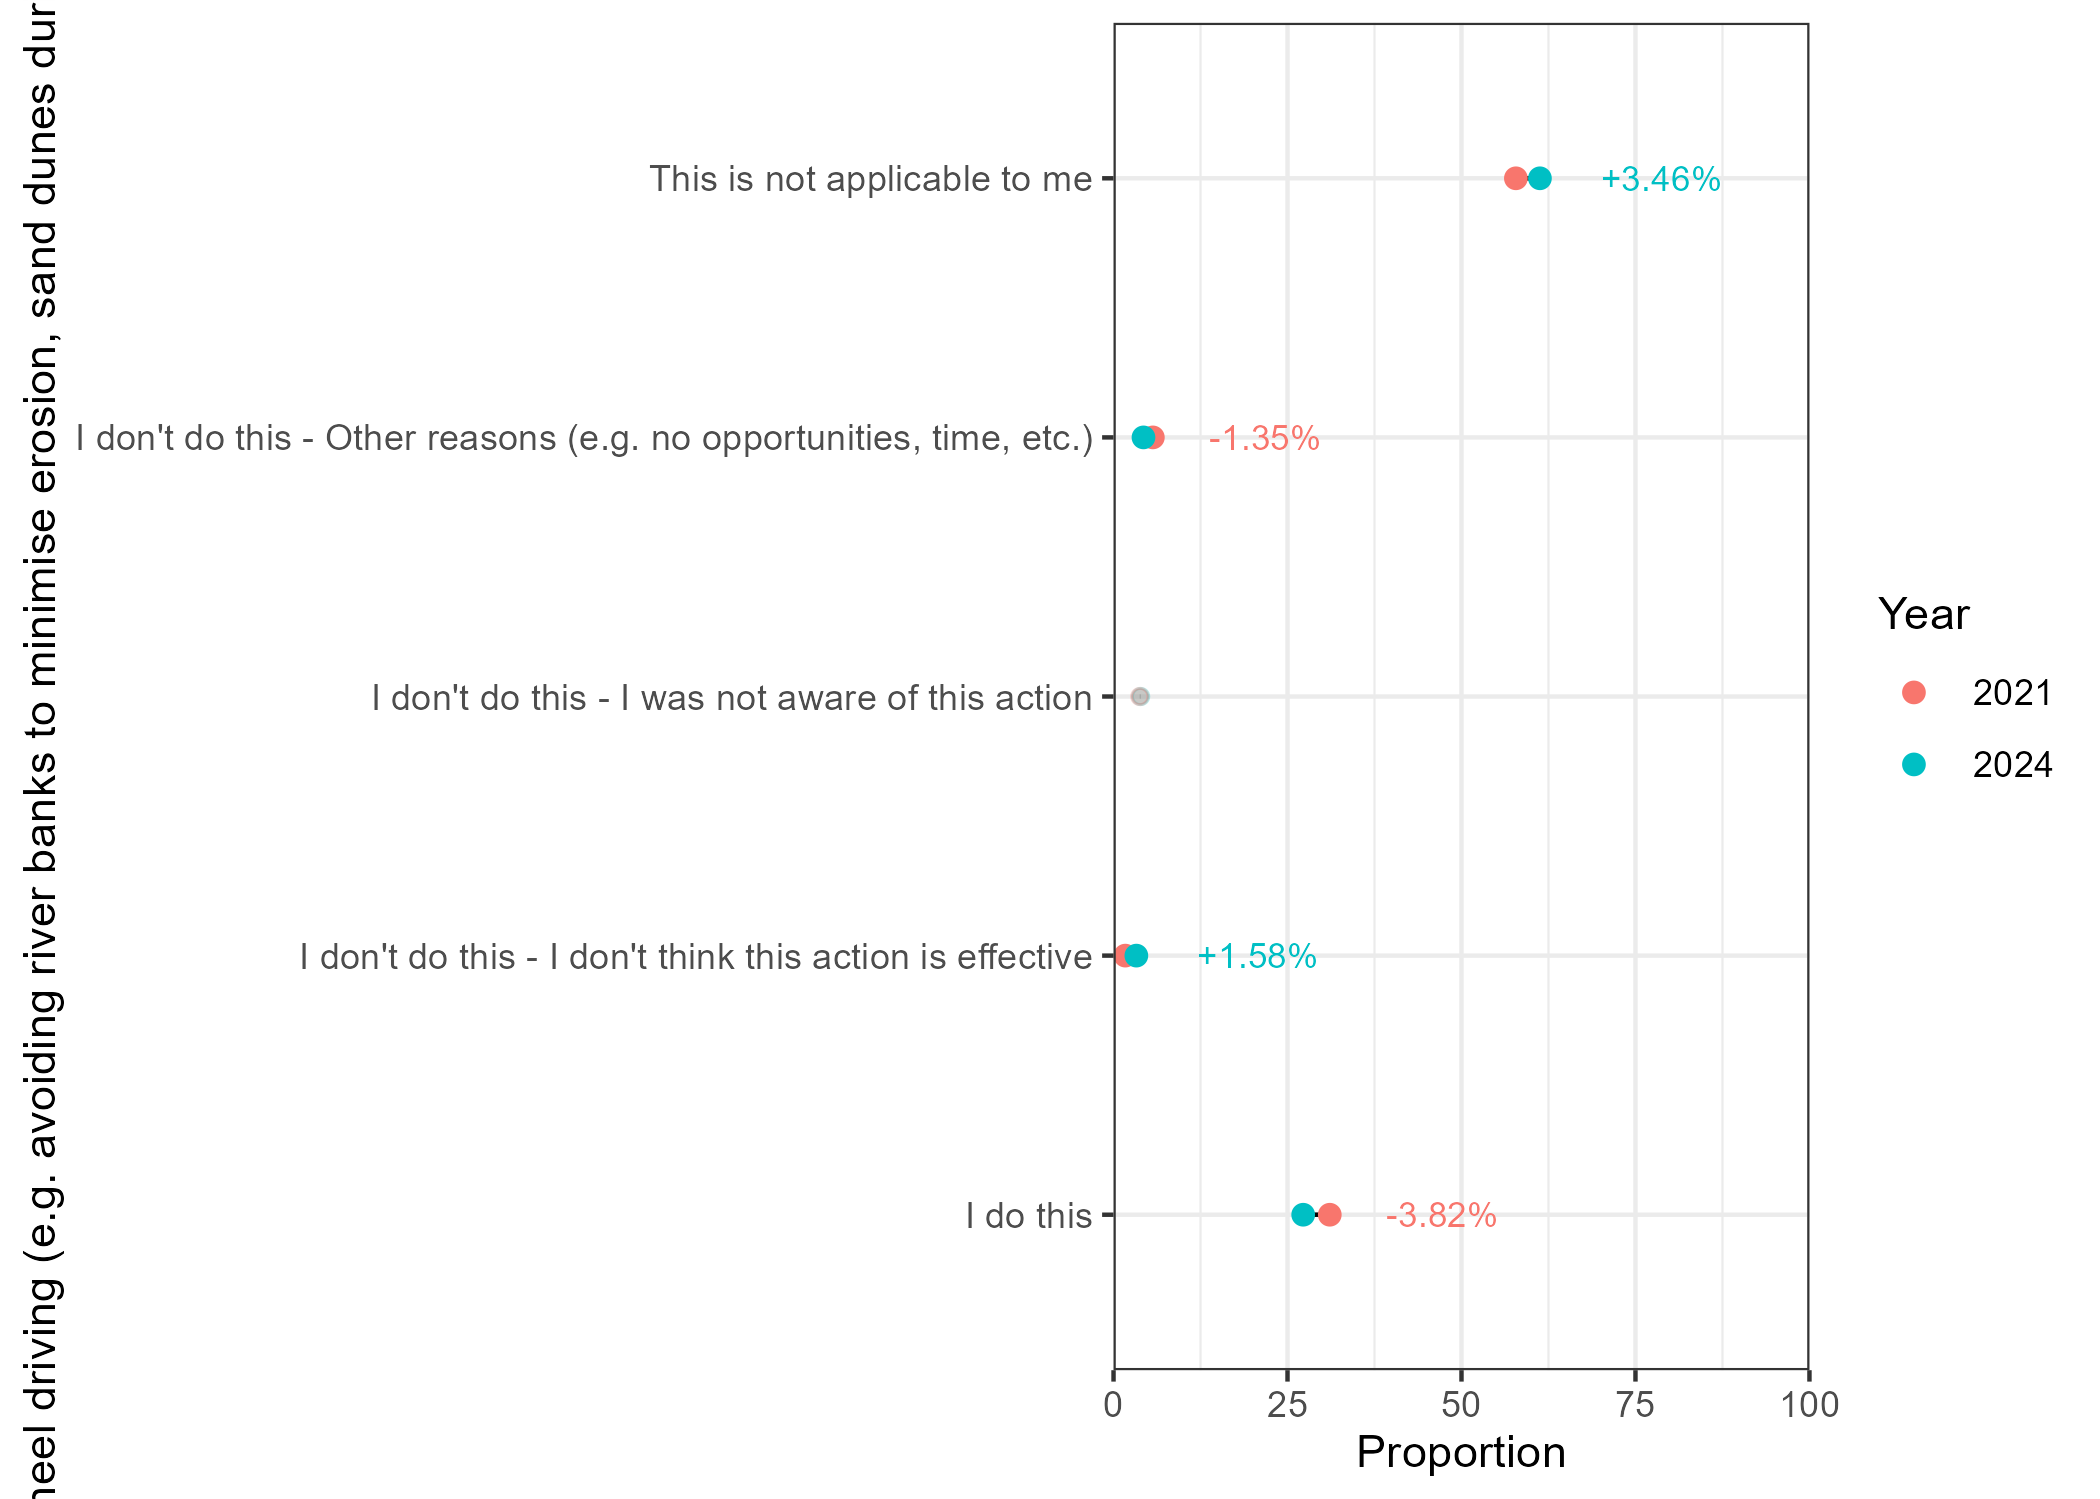 driving (e.g. avoiding river banks to minimise erosion, sand dunes
This is not applicable to me
+3.46%
I don't do this - Other reasons (e.g. no opportunities, time, etc.)
-1.35%
I don't do this - I was not aware of this action
I don't do this - I don't think this action is effective
+1.58%
I do this
-3.82%
0 25 50 75 100
Proportion
Year
2021
2024